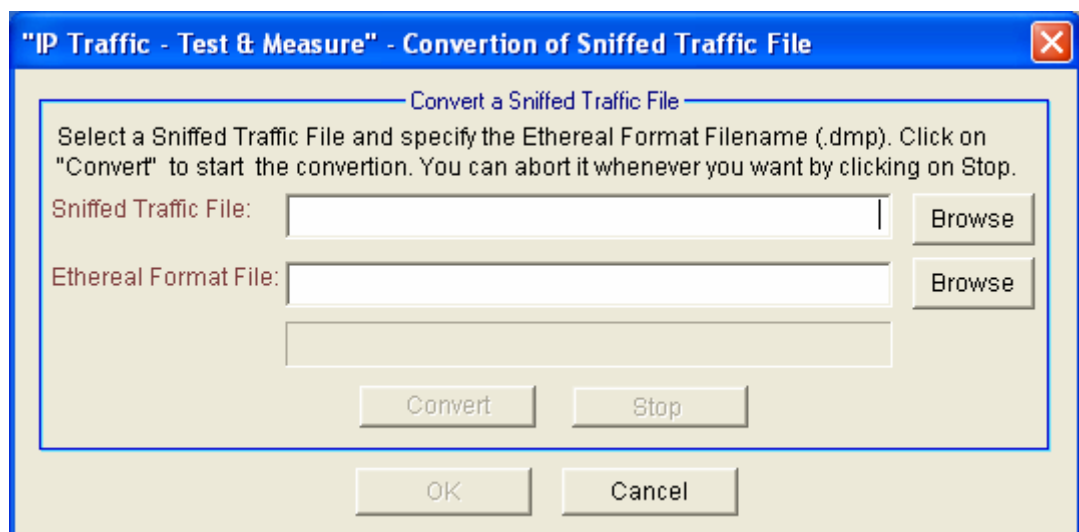 "IP Traffic - Test & Measure" - Convertion of Sniffed Traffic File
Convert a Sniffed Traffic File
Select a Sniffed Traffic File and specify the Ethereal Format Filename (.dmp). Click on
"Convert" to start the convertion. You can abort it whenever you want by clicking on Stop.
Sniffed Traffic File:
Browse
Ethereal Format File:
Browse
Convert
Stop
OK
Cancel